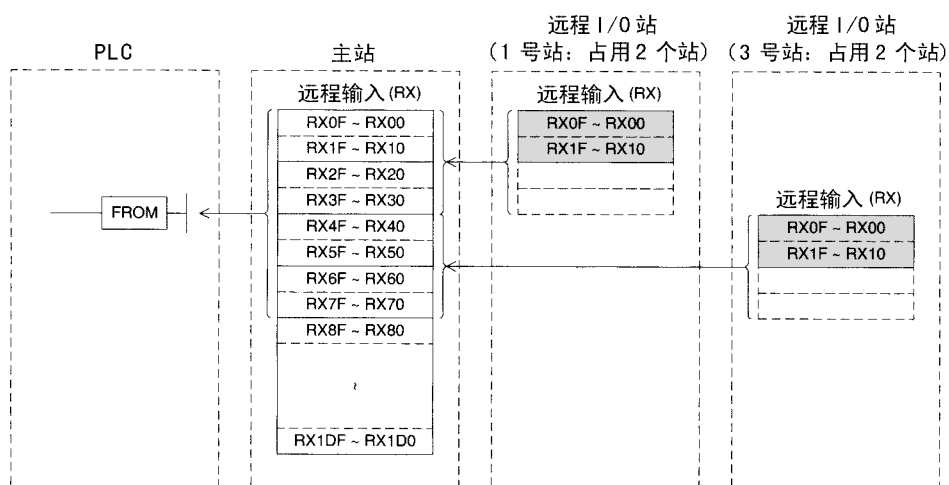 PLC
主站
远程 I/O 站
(1 号站: 占用 2 个站)
远程 I/O 站
(3 号站: 占用 2 个站)
远程输入 (RX)
RX0F ~ RX00
RX1F ~ RX10
RX2F ~ RX20
RX3F ~ RX30
RX4F ~ RX40
RX5F ~ RX50
RX6F ~ RX60
RX7F ~ RX70
RX8F ~ RX80
~
RX1DF ~ RX1D0
FROM
远程输入 (RX)
RX0F ~ RX00
RX1F ~ RX10
远程输入 (RX)
RX0F ~ RX00
RX1F ~ RX10